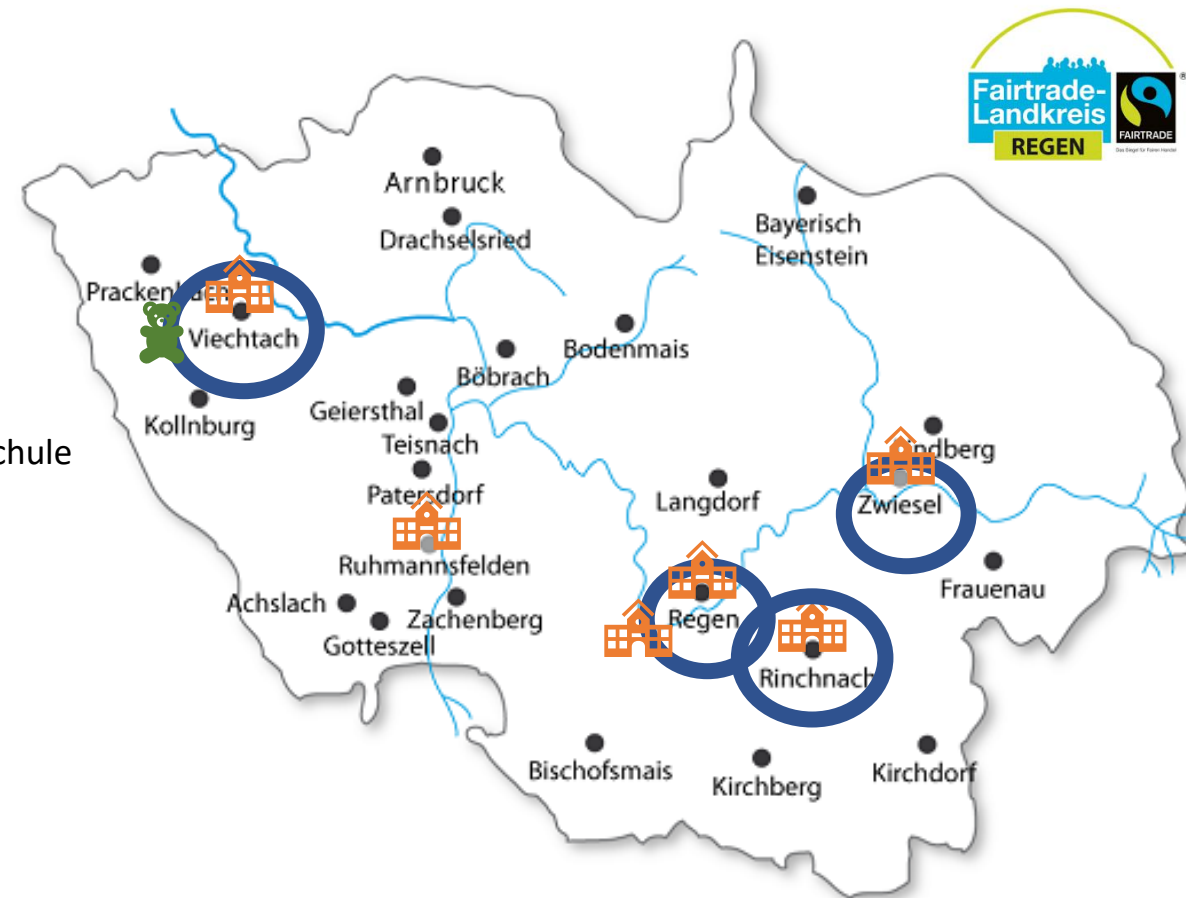 Fairtrade-
Landkreis
REGEN
FAIRTRADE
Arnbruck
Drachselsried
Bayerisch
Eisenstein
Viechtach
Bodenmais
Böbrach
Geiersthal
Kollnburg
Teisnach
chule
Patersdorf
Langdorf
Zwiesel
Ruhmannsfelden
Frauenau
Achslach
Zachenberg
Regen
Gotteszell
Rinchnach
Bischofsmais
Kirchberg
Kirchdorf